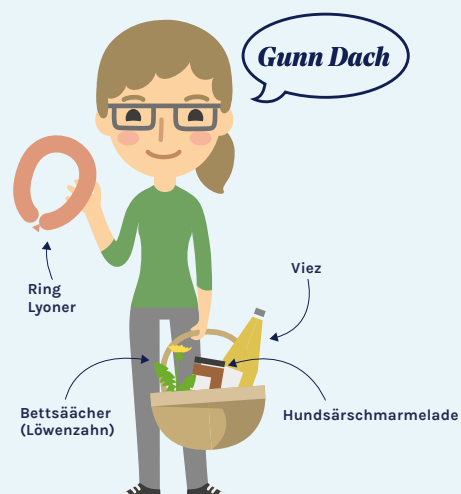 Gunn Dach
Ring
Lyoner
Viez
Bettsäächer
(Löwenzahn)
Hundsärschmarmelade